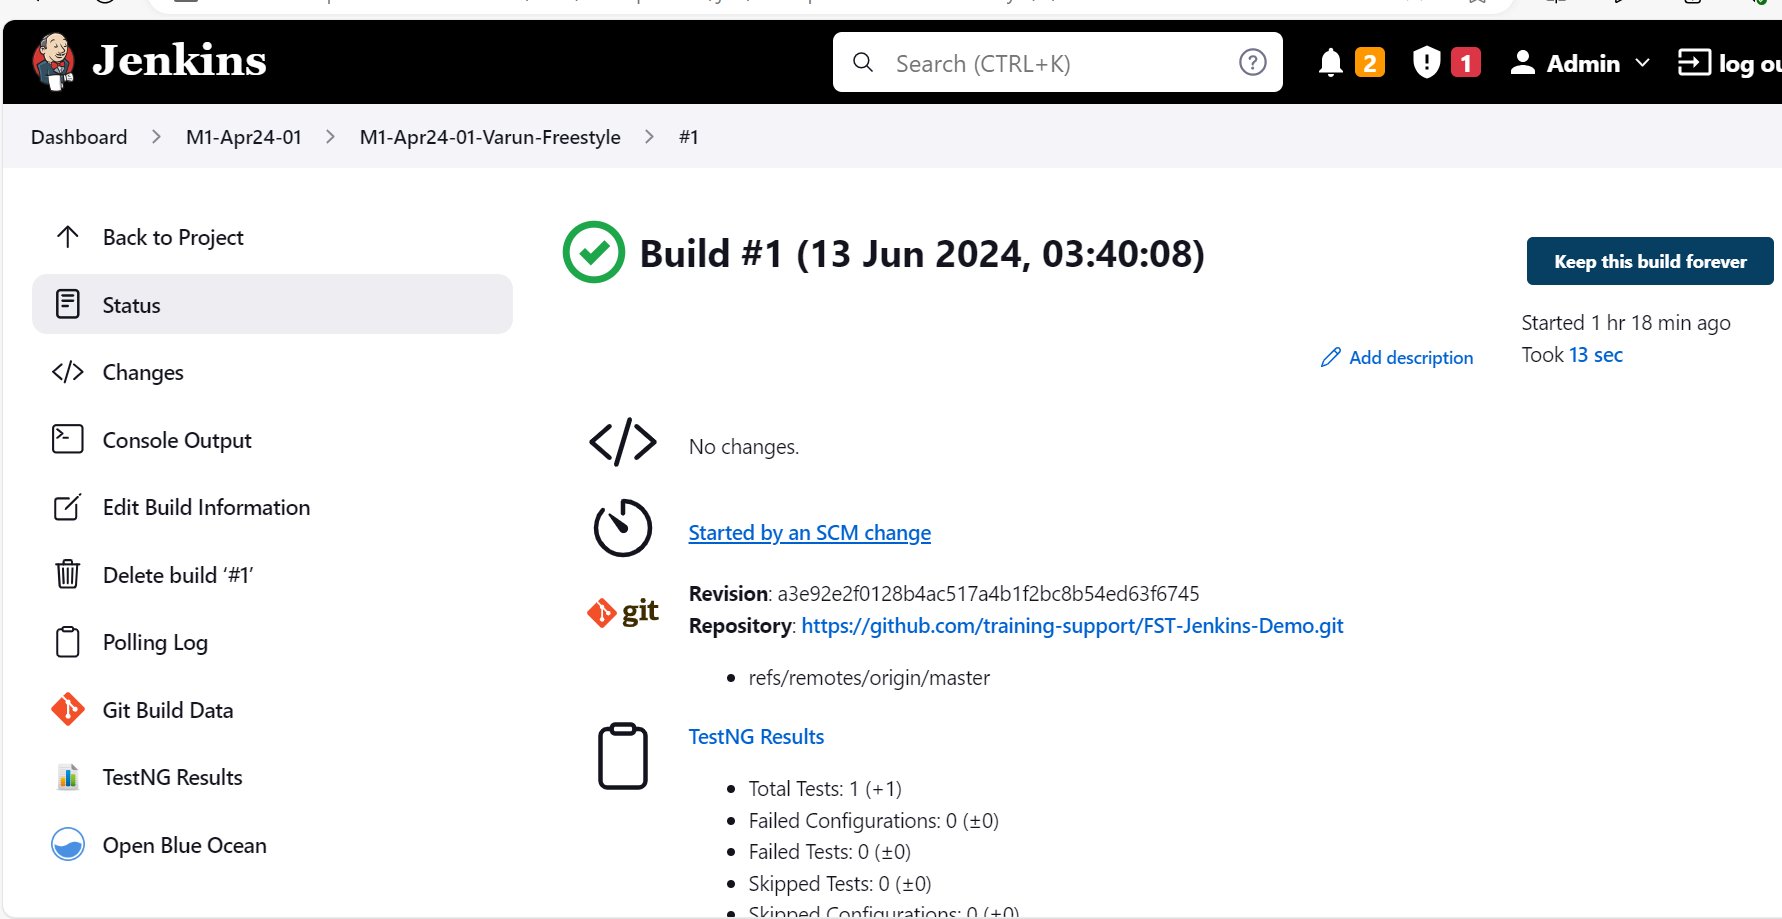 Jenkins
Search (CTRL+K)
2
1
Admin
log ou
Dashboard > M1-Apr24-01 > M1-Apr24-01-Varun-Freestyle > #1
Back to Project
Status
Changes
Console Output
Edit Build Information
Delete build ‘#1’
Polling Log
Git Build Data
TestNG Results
Open Blue Ocean
Build #1 (13 Jun 2024, 03:40:08)
Keep this build forever
Started 1 hr 18 min ago
Took 13 sec
Add description
No changes.
Started by an SCM change
git
Revision: a3e92e2f0128b4ac517a4b1f2bc8b54ed63f6745
Repository: https://github.com/training-support/FST-Jenkins-Demo.git
refs/remotes/origin/master
TestNG Results
Total Tests: 1 (+1)
Failed Configurations: 0 (±0)
Failed Tests: 0 (±0)
Skipped Tests: 0 (±0)
Skipped Configurations: 0 (±0)